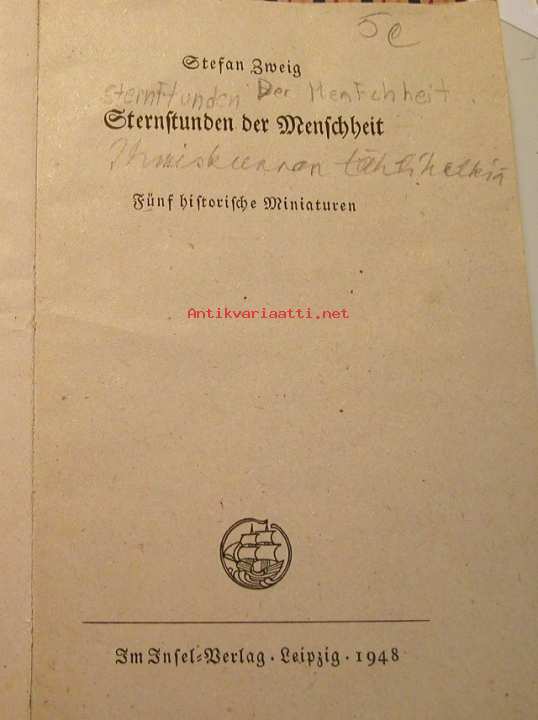 5 e
Stefan Zweig
Sternstunden Der Menschheit
Sternstunden der Menschheit
Ihmiskunnan tähtihetkiä
Fünf historische Miniaturen
Antikvariaatti.net
Im Insel-Verlag · Leipzig · 1948